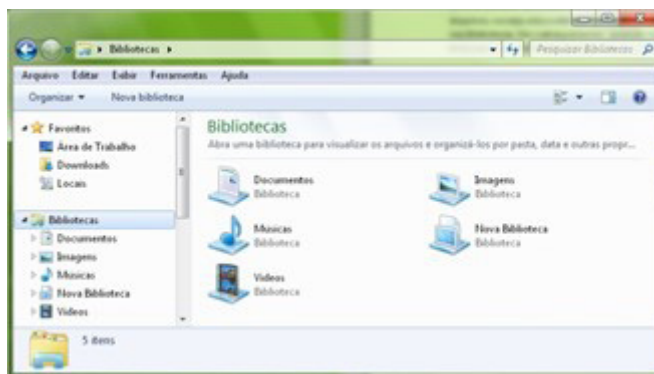 Bibliotecas
Pesquisar Bibliotecas
Arquivo Editar Exibir Ferramentas Ajuda
Organizar Nova biblioteca
Favoritos
Área de Trabalho
Downloads
Locais
Bibliotecas
Documentos
Imagens
Músicas
Nova Biblioteca
Vídeos
Bibliotecas
Abra uma biblioteca para visualizar os arquivos e organizá-los por pasta, data e outras propr...
Documentos
Biblioteca
Imagens
Biblioteca
Músicas
Biblioteca
Nova Biblioteca
Biblioteca
Vídeos
Biblioteca
5 itens